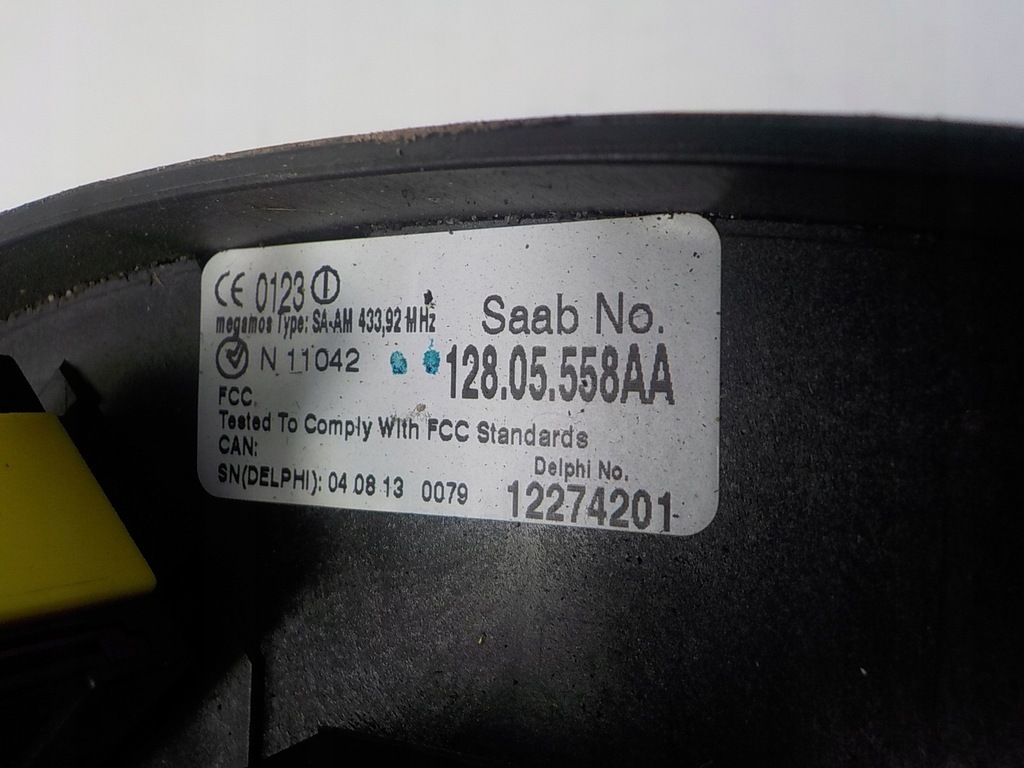 CE 0123
megamos Type: SA-AM 433,92 MHz
Saab No.
N 11042
128.05.558AA
FCC.
Tested To Comply With FCC Standards
CAN:
Delphi No.
SN(DELPHI): 04 08 13 0079
12274201